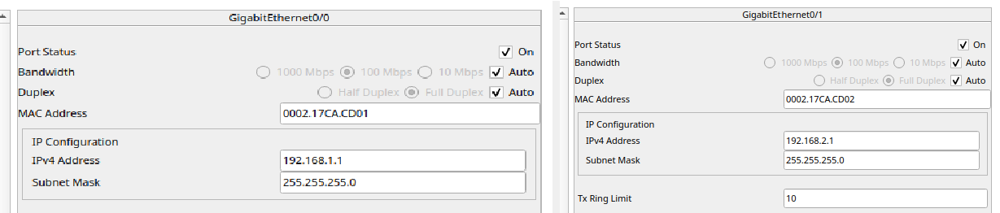 GigabitEthernet0/0
Port Status On
Bandwidth 1000 Mbps 100 Mbps 10 Mbps Auto
Duplex Half Duplex Full Duplex Auto
MAC Address 0002.17CA.CD01
IP Configuration
IPv4 Address 192.168.1.1
Subnet Mask 255.255.255.0
GigabitEthernet0/1
Port Status On
Bandwidth 1000 Mbps 100 Mbps 10 Mbps Auto
Duplex Half Duplex Full Duplex Auto
MAC Address 0002.17CA.CD02
IP Configuration
IPv4 Address 192.168.2.1
Subnet Mask 255.255.255.0
Tx Ring Limit 10